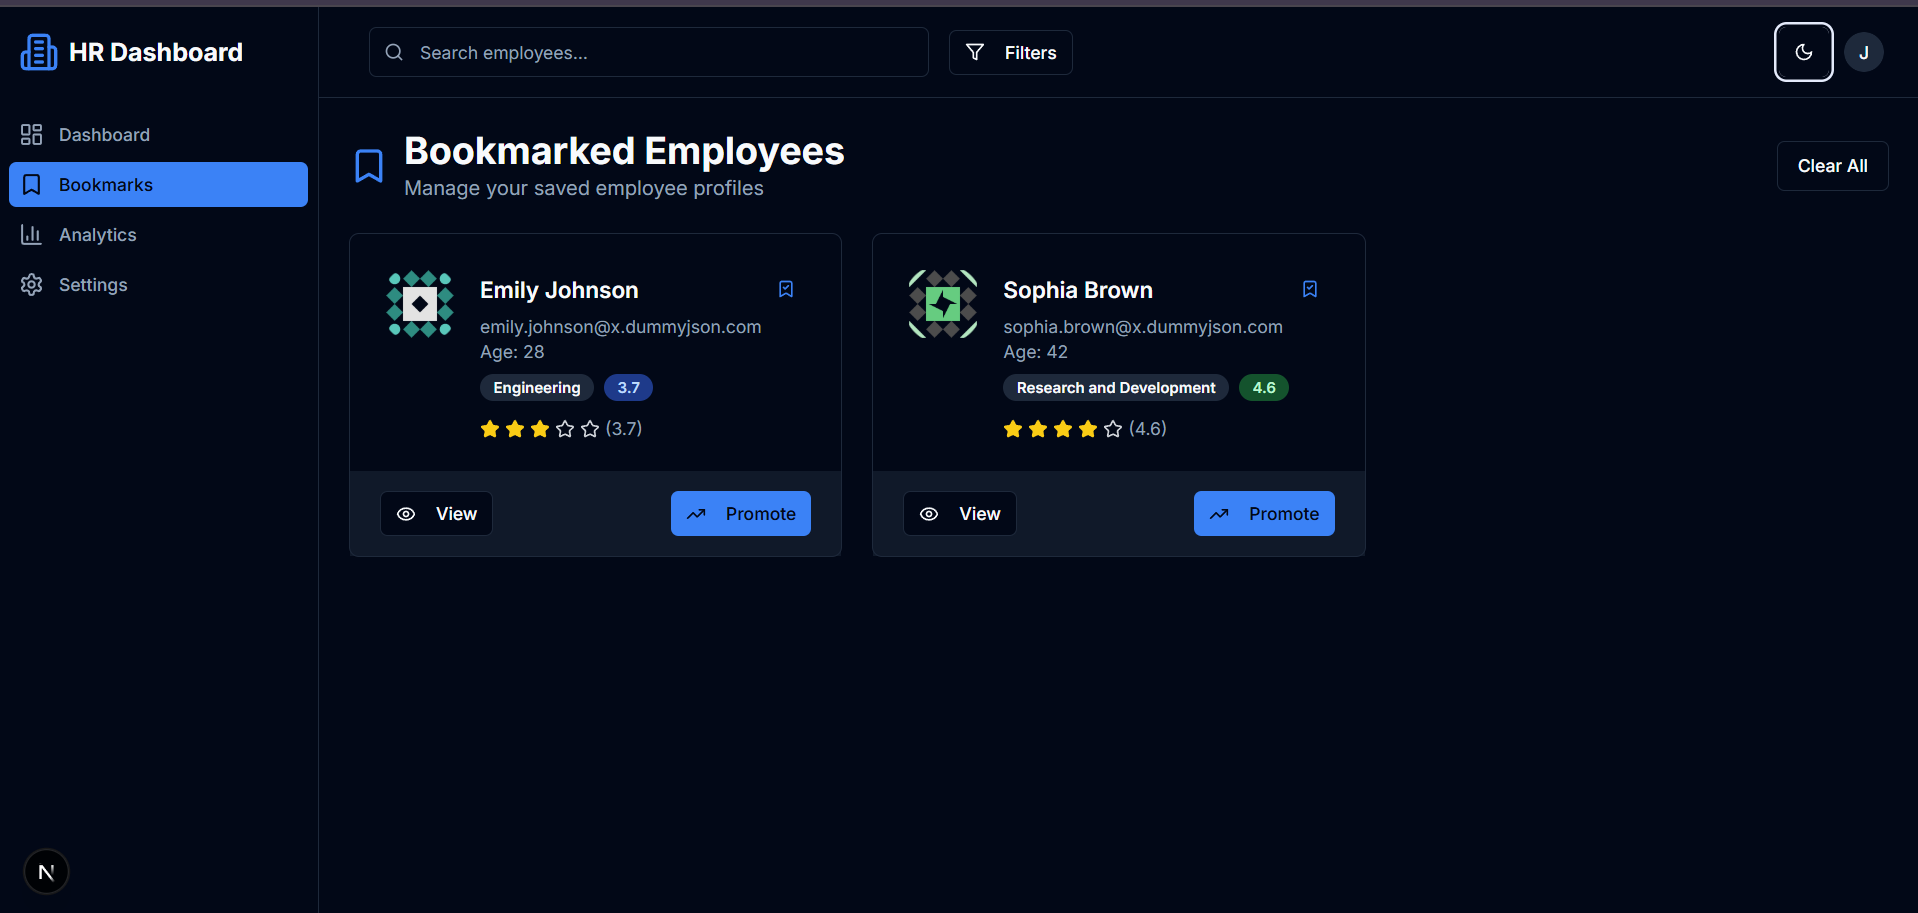 HR Dashboard
Search employees...
Filters
J
Dashboard
Bookmarks
Analytics
Settings
Bookmarked Employees
Manage your saved employee profiles
Clear All
Emily Johnson
emily.johnson@x.dummyjson.com
Age: 28
Engineering 3.7
(3.7)
View Promote
Sophia Brown
sophia.brown@x.dummyjson.com
Age: 42
Research and Development 4.6
(4.6)
View Promote
N